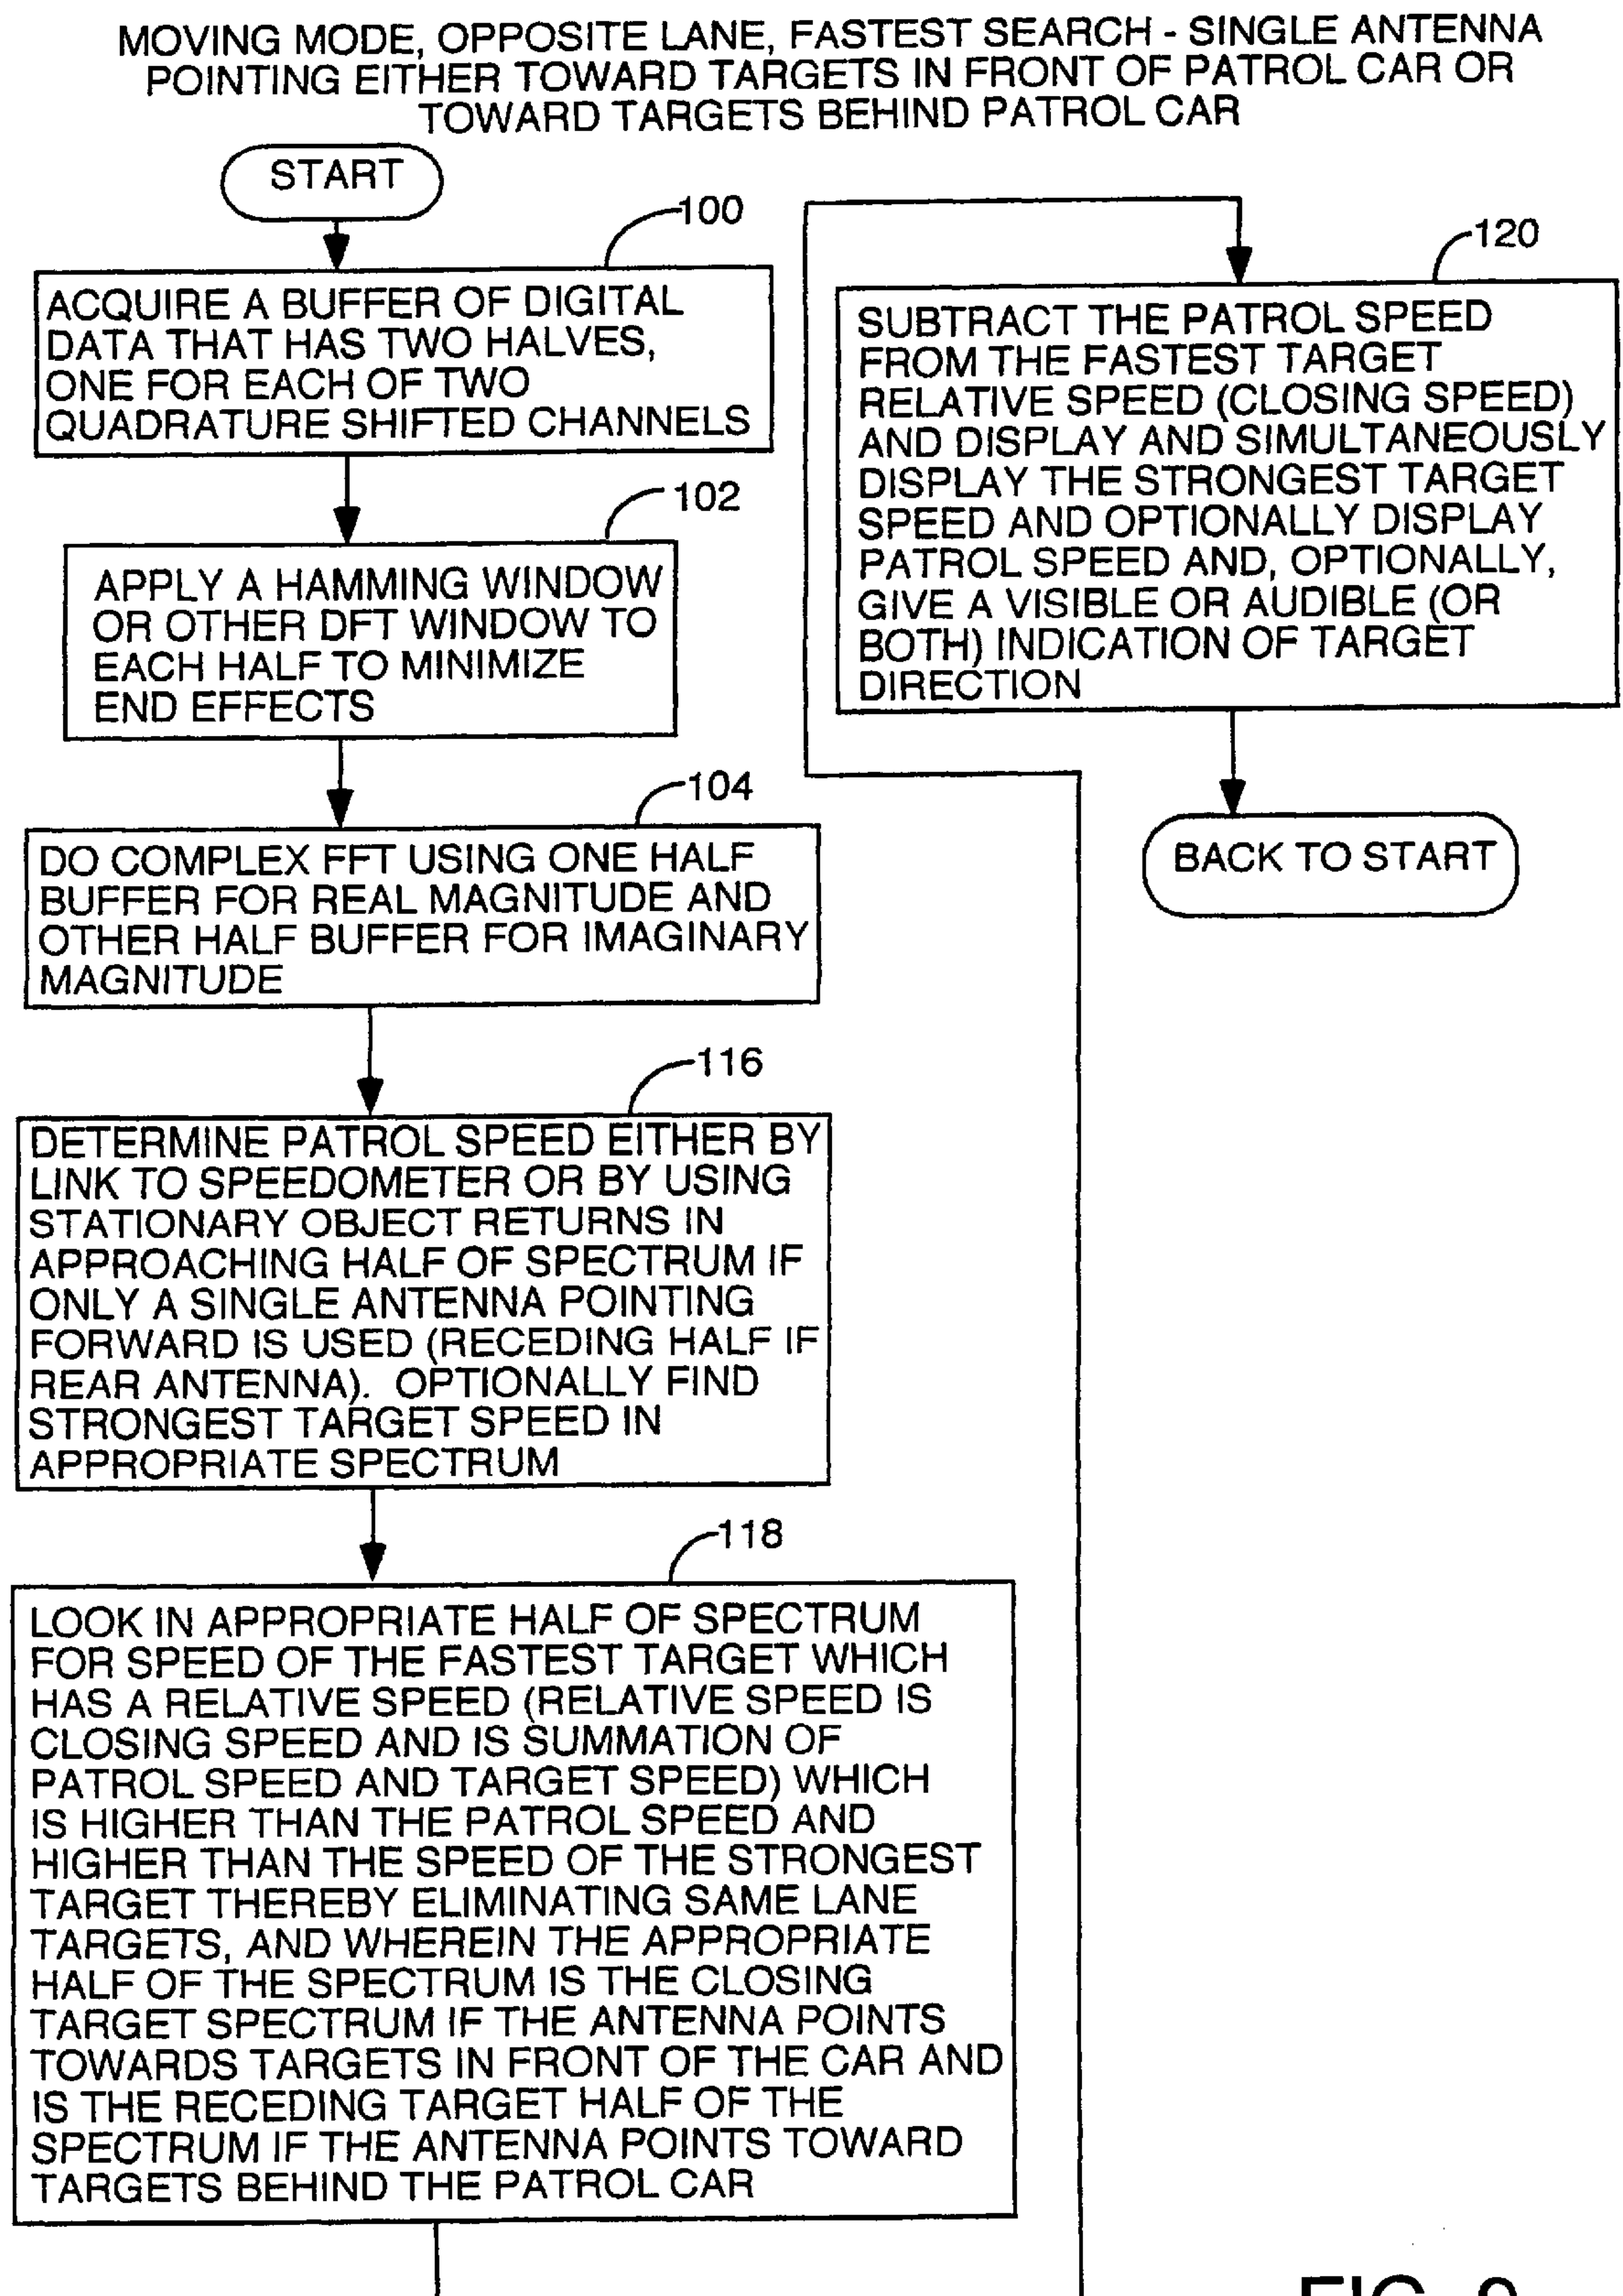 MOVING MODE, OPPOSITE LANE, FASTEST SEARCH - SINGLE ANTENNA
POINTING EITHER TOWARD TARGETS IN FRONT OF PATROL CAR OR
TOWARD TARGETS BEHIND PATROL CAR
START
100
ACQUIRE A BUFFER OF DIGITAL
DATA THAT HAS TWO HALVES,
ONE FOR EACH OF TWO
QUADRATURE SHIFTED CHANNELS
102
APPLY A HAMMING WINDOW
OR OTHER DFT WINDOW TO
EACH HALF TO MINIMIZE
END EFFECTS
104
DO COMPLEX FFT USING ONE HALF
BUFFER FOR REAL MAGNITUDE AND
OTHER HALF BUFFER FOR IMAGINARY
MAGNITUDE
116
DETERMINE PATROL SPEED EITHER BY
LINK TO SPEEDOMETER OR BY USING
STATIONARY OBJECT RETURNS IN
APPROACHING HALF OF SPECTRUM IF
ONLY A SINGLE ANTENNA POINTING
FORWARD IS USED (RECEDING HALF IF
REAR ANTENNA). OPTIONALLY FIND
STRONGEST TARGET SPEED IN
APPROPRIATE SPECTRUM
118
LOOK IN APPROPRIATE HALF OF SPECTRUM
FOR SPEED OF THE FASTEST TARGET WHICH
HAS A RELATIVE SPEED (RELATIVE SPEED IS
CLOSING SPEED AND IS SUMMATION OF
PATROL SPEED AND TARGET SPEED) WHICH
IS HIGHER THAN THE PATROL SPEED AND
HIGHER THAN THE SPEED OF THE STRONGEST
TARGET THEREBY ELIMINATING SAME LANE
TARGETS, AND WHEREIN THE APPROPRIATE
HALF OF THE SPECTRUM IS THE CLOSING
TARGET SPECTRUM IF THE ANTENNA POINTS
TOWARDS TARGETS IN FRONT OF THE CAR AND
IS THE RECEDING TARGET HALF OF THE
SPECTRUM IF THE ANTENNA POINTS TOWARD
TARGETS BEHIND THE PATROL CAR
120
SUBTRACT THE PATROL SPEED
FROM THE FASTEST TARGET
RELATIVE SPEED (CLOSING SPEED)
AND DISPLAY AND SIMULTANEOUSLY
DISPLAY THE STRONGEST TARGET
SPEED AND OPTIONALLY DISPLAY
PATROL SPEED AND, OPTIONALLY,
GIVE A VISIBLE OR AUDIBLE (OR
BOTH) INDICATION OF TARGET
DIRECTION
BACK TO START
FIG.